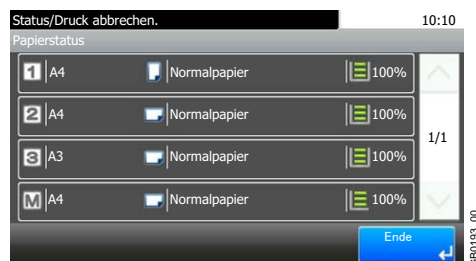 Status/Druck abbrechen. 10:10
Papierstatus
1 A4 Normalpapier 100%
2 A4 Normalpapier 100%
1/1
3 A3 Normalpapier 100%
M A4 Normalpapier 100%
Ende